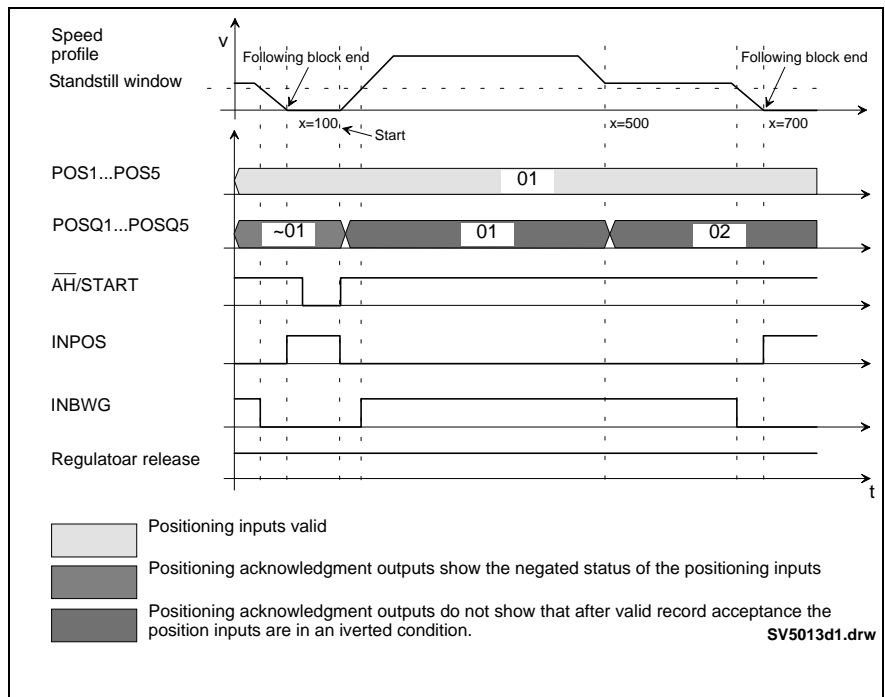 Speed
profile
v
Following block end
Following block end
Standstill window
x=100
Start
x=500
x=700
POS1...POS5
01
POSQ1...POSQ5
~01
01
02
AH/START
INPOS
INBWG
Regulatoar release
t
Positioning inputs valid
Positioning acknowledgment outputs show the negated status of the positioning inputs
Positioning acknowledgment outputs do not show that after valid record acceptance the
position inputs are in an iverted condition.
SV5013d1.drw